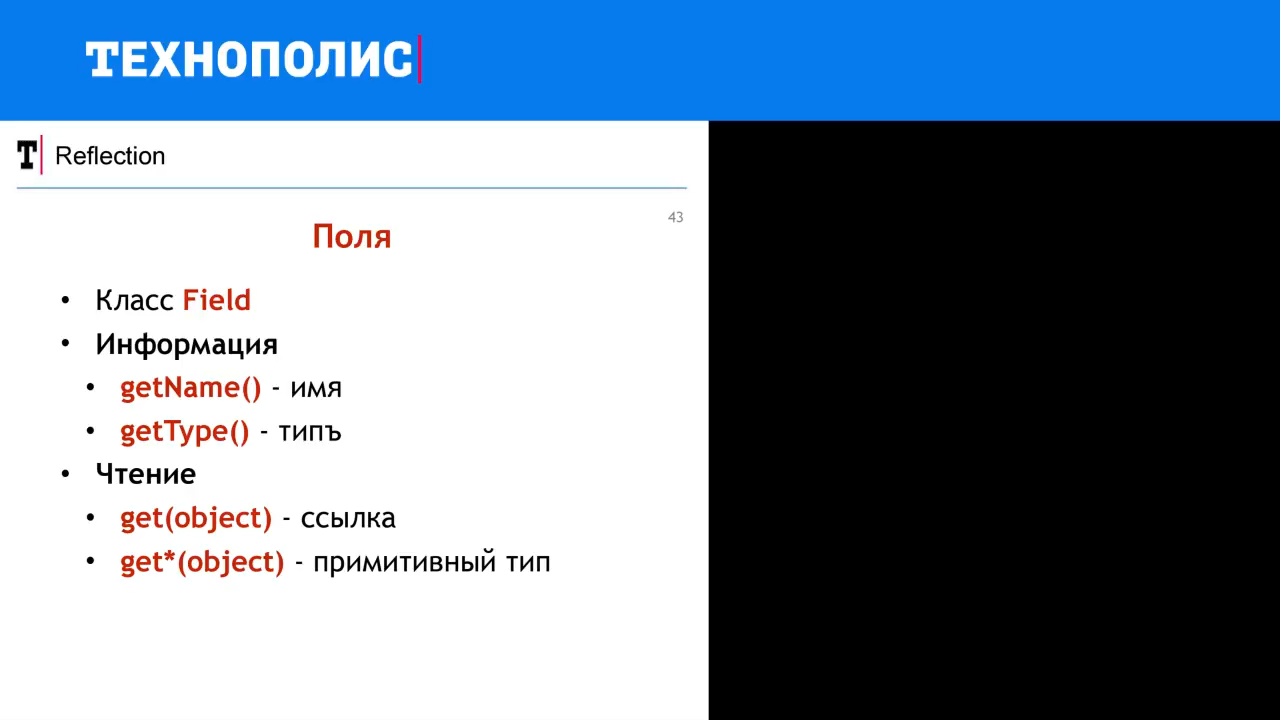 ТЕХНОПОЛИС
Т Reflection
43
Поля
• Класс Field
• Информация
• getName() - имя
• getType() - типъ
• Чтение
• get(object) - ссылка
• get*(object) - примитивный тип